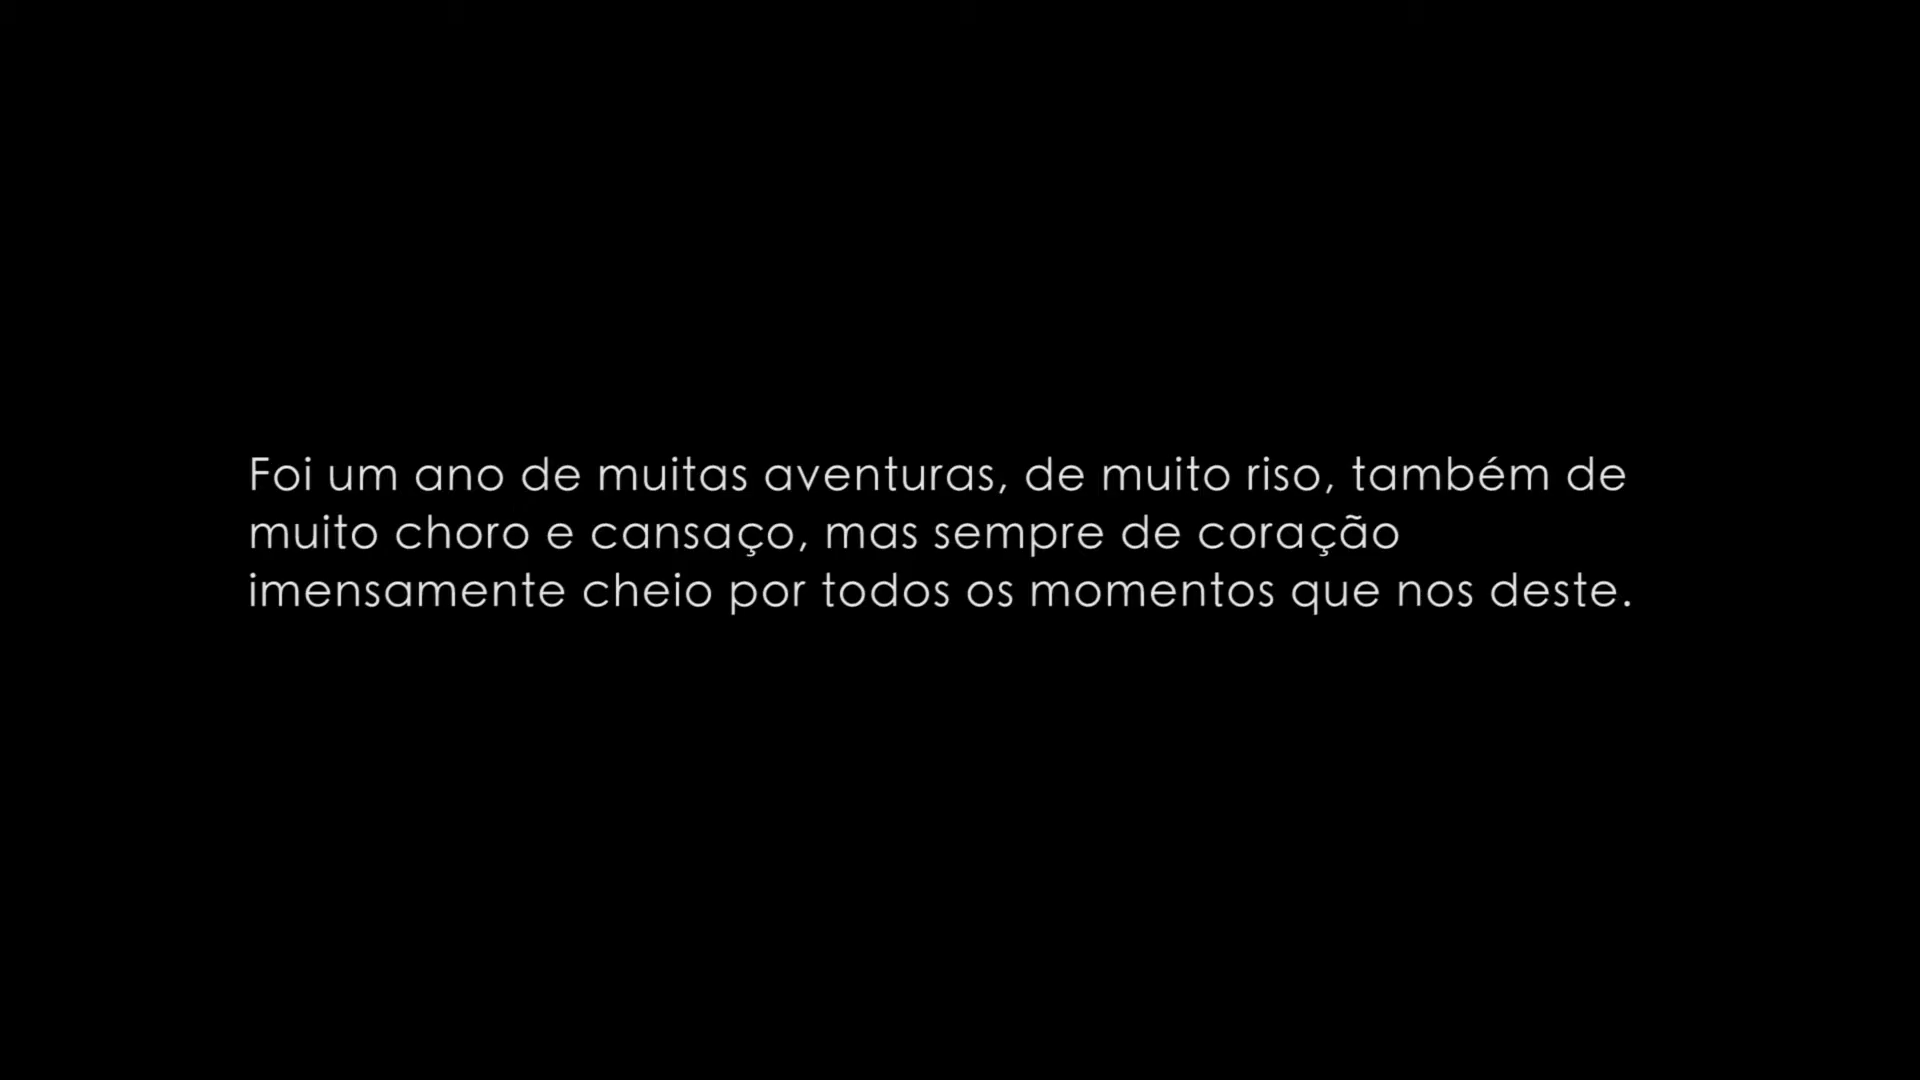 Foi um ano de muitas aventuras, de muito riso, também de
muito choro e cansaço, mas sempre de coração
imensamente cheio por todos os momentos que nos deste.